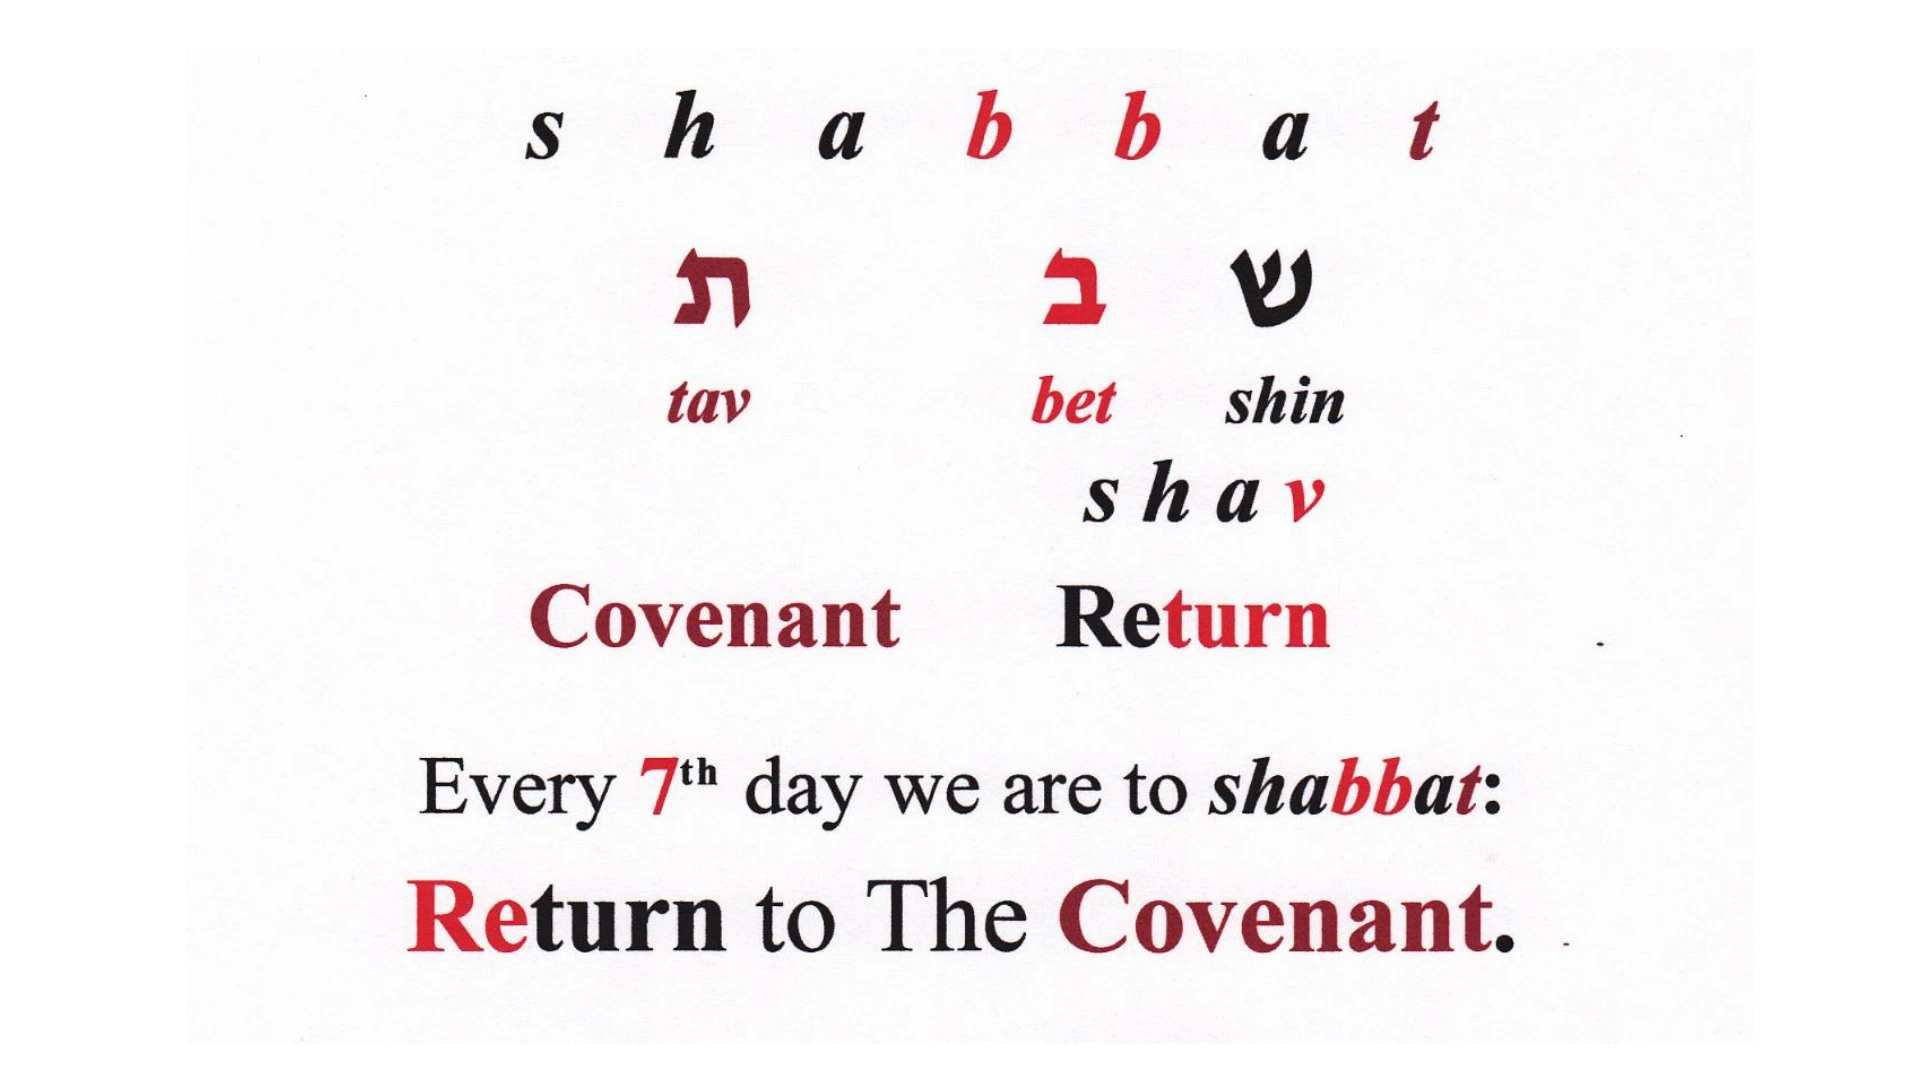 s h a b b a t
ש ב ת
tav bet shin
s h a v
Covenant Return
Every 7th day we are to shabbat:
Return to The Covenant.